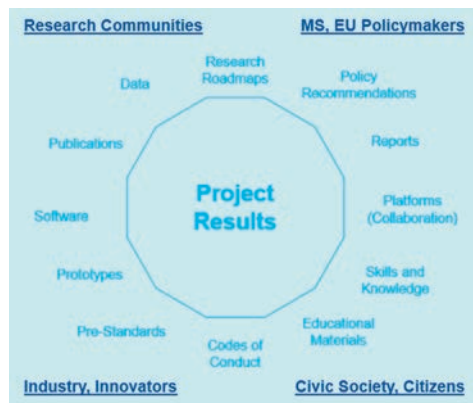 Research Communities
MS, EU Policymakers
Research
Roadmaps
Data
Policy
Recommendations
Publications
Reports
Project
Results
Software
Platforms
(Collaboration)
Prototypes
Skills and
Knowledge
Pre-Standards
Codes of
Conduct
Educational
Materials
Industry, Innovators
Civic Society, Citizens